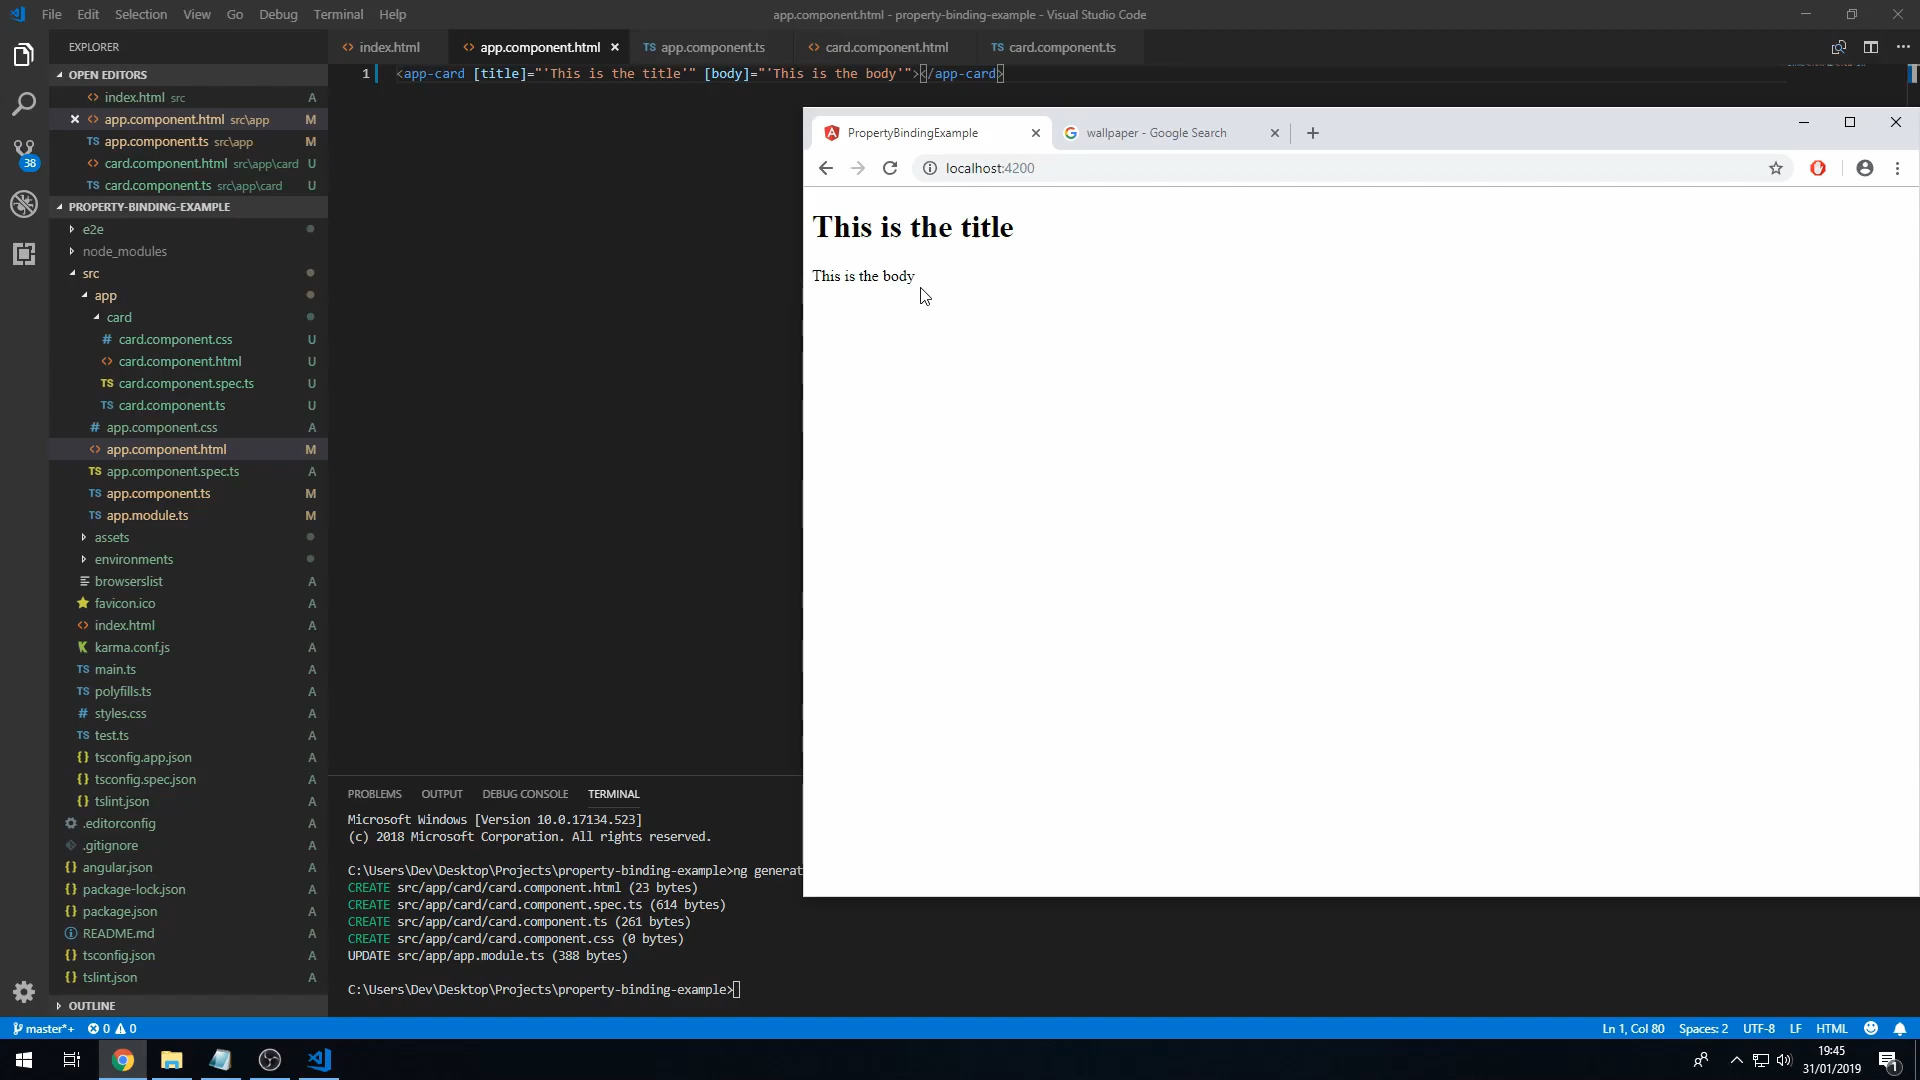 File Edit Selection View Go Debug Terminal Help
app.component.html - property-binding-example - Visual Studio Code
EXPLORER
OPEN EDITORS
index.html src A
app.component.html src\app M
app.component.ts src\app M
card.component.html src\app\card U
card.component.ts src\app\card U
PROPERTY-BINDING-EXAMPLE
e2e
node_modules
src
app
card
card.component.css U
card.component.html U
TS card.component.spec.ts U
TS card.component.ts U
app.component.css A
app.component.html M
TS app.component.spec.ts A
TS app.component.ts M
TS app.module.ts M
assets
environments
browserslist A
favicon.ico A
index.html A
karma.conf.js A
TS main.ts A
TS polyfills.ts A
styles.css A
TS test.ts A
tsconfig.app.json A
tsconfig.spec.json A
tslint.json A
.editorconfig A
.gitignore A
angular.json A
package-lock.json A
package.json A
README.md A
tsconfig.json A
tslint.json A
OUTLINE
38
index.html app.component.html TS app.component.ts card.component.html TS card.component.ts
1 <app-card [title]="'This is the title'" [body]="'This is the body'"></app-card>
PropertyBindingExample
wallpaper - Google Search
localhost:4200
This is the title
This is the body
PROBLEMS OUTPUT DEBUG CONSOLE TERMINAL
Microsoft Windows [Version 10.0.17134.523]
(c) 2018 Microsoft Corporation. All rights reserved.
C:\Users\Dev\Desktop\Projects\property-binding-example>ng generat
CREATE src/app/card/card.component.html (23 bytes)
CREATE src/app/card/card.component.spec.ts (614 bytes)
CREATE src/app/card/card.component.ts (261 bytes)
CREATE src/app/card/card.component.css (0 bytes)
UPDATE src/app/app.module.ts (388 bytes)
C:\Users\Dev\Desktop\Projects\property-binding-example>
master*+ 0 0
Ln 1, Col 80 Spaces: 2 UTF-8 LF HTML
19:45
31/01/2019
1